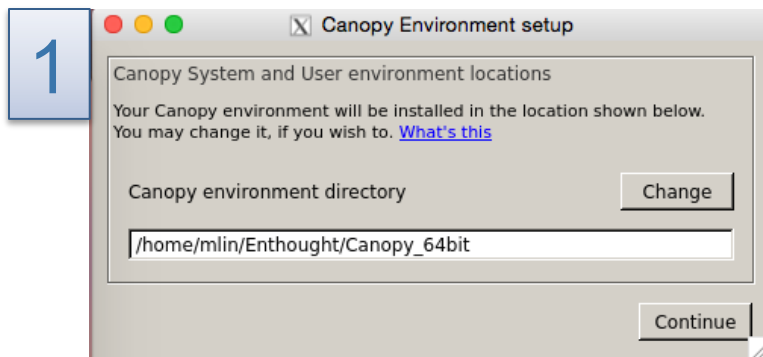 1
Canopy Environment setup
Canopy System and User environment locations
Your Canopy environment will be installed in the location shown below.
You may change it, if you wish to. What's this
Canopy environment directory
Change
/home/mlin/Enthought/Canopy_64bit
Continue